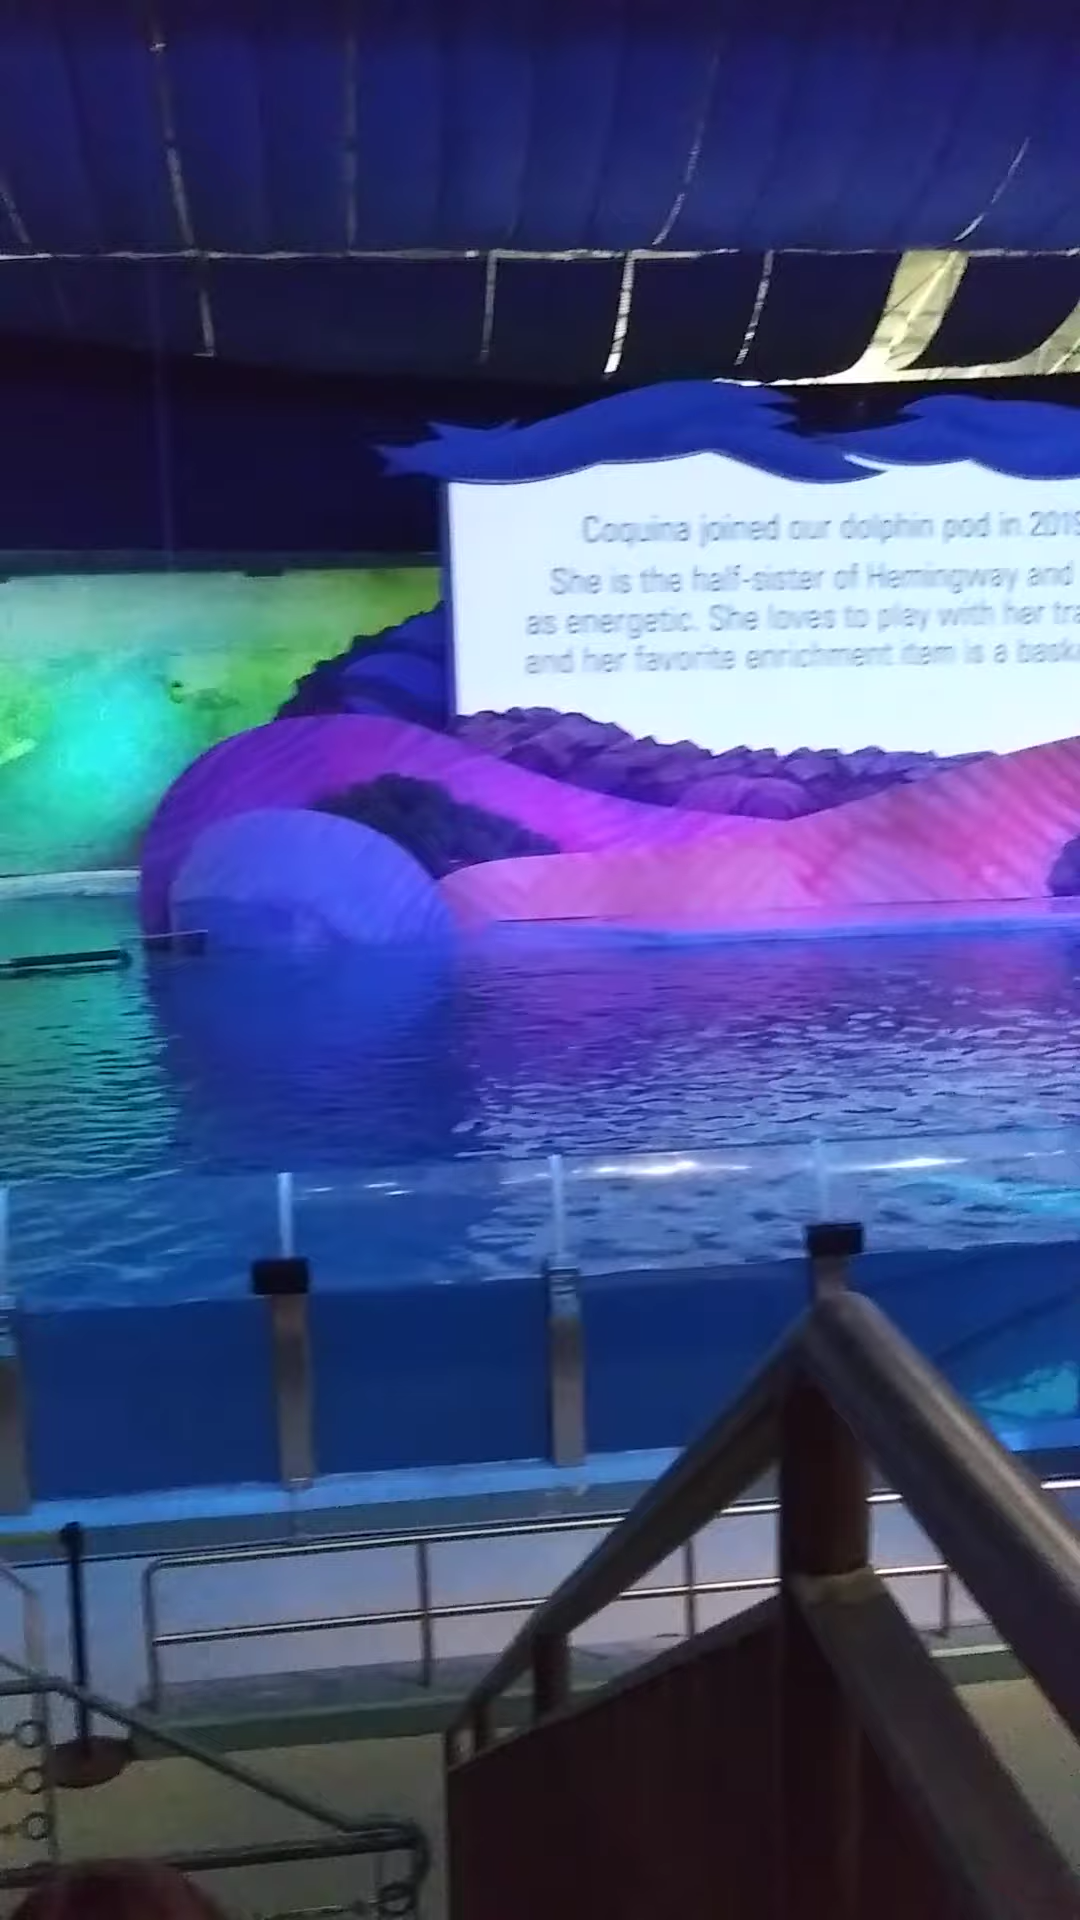 Coquina joined our dolphin pod in 2019
She is the half-sister of Hemingway and
as energetic. She loves to play with her
and her favorite enrichment item is a